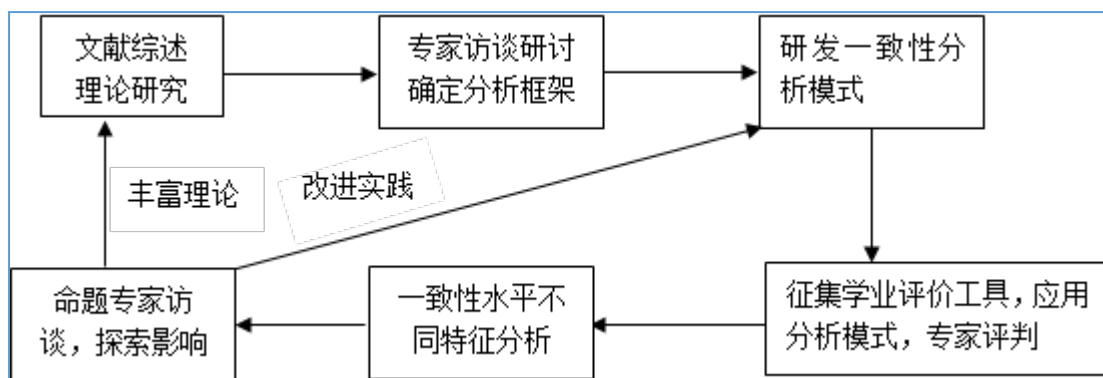 文献综述
理论研究
专家访谈研讨
确定分析框架
研发一致性分
析模式
丰富理论
改进实践
命题专家访
谈，探索影响
一致性水平不
同特征分析
征集学业评价工具，应用
分析模式，专家评判